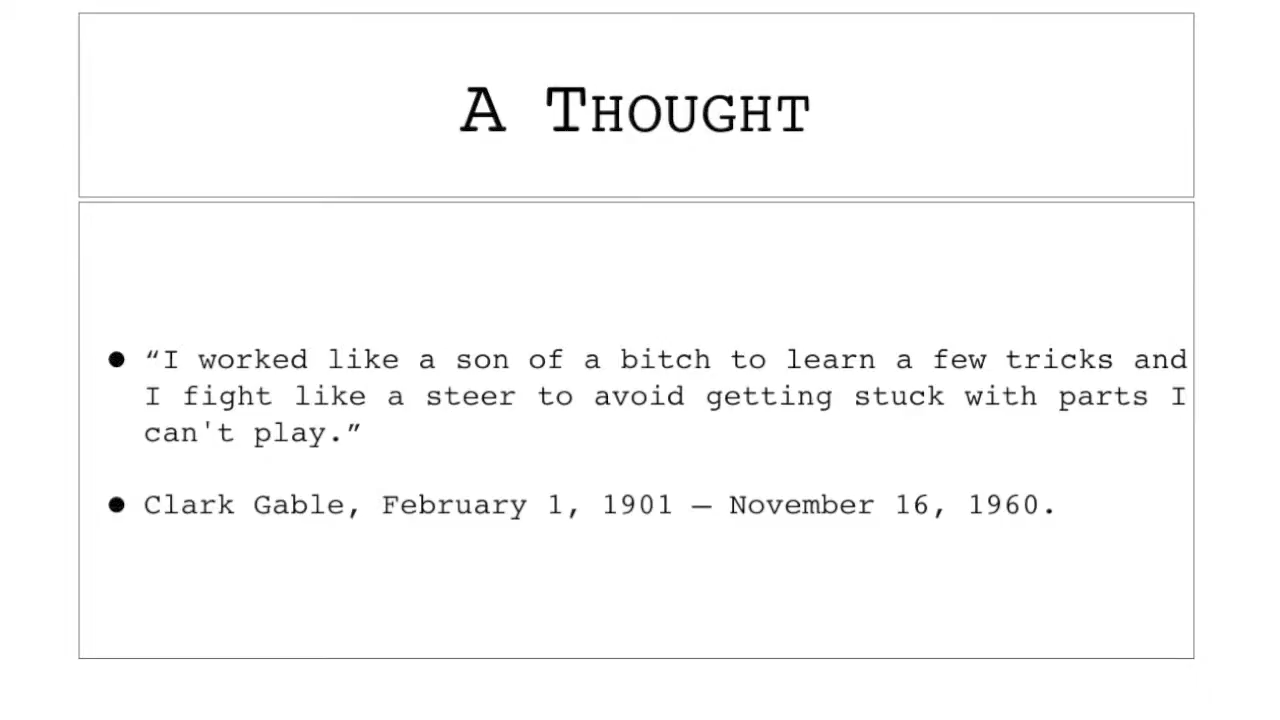 A THOUGHT
● “I worked like a son of a bitch to learn a few tricks and
I fight like a steer to avoid getting stuck with parts I
can't play.”
● Clark Gable, February 1, 1901 – November 16, 1960.